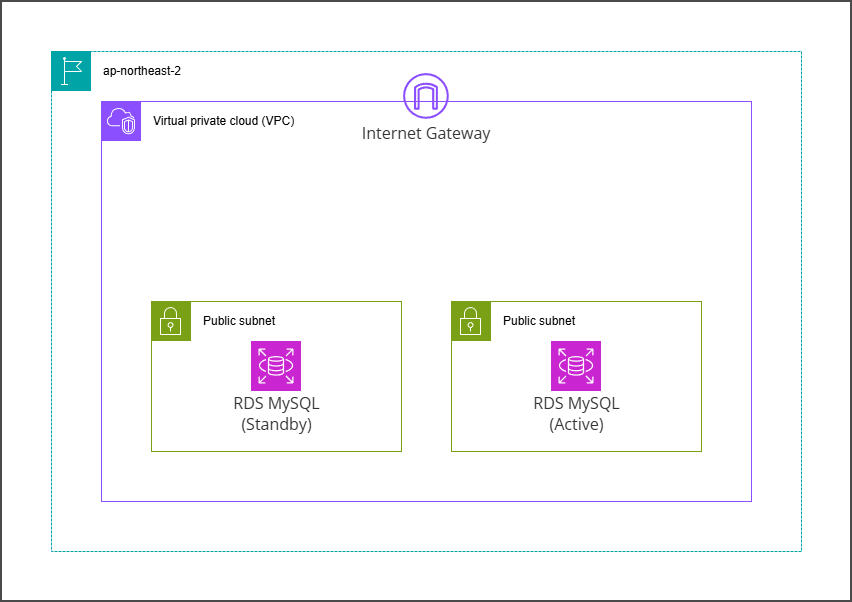 ap-northeast-2
Virtual private cloud (VPC)
Internet Gateway
Public subnet
RDS MySQL
(Standby)
Public subnet
RDS MySQL
(Active)